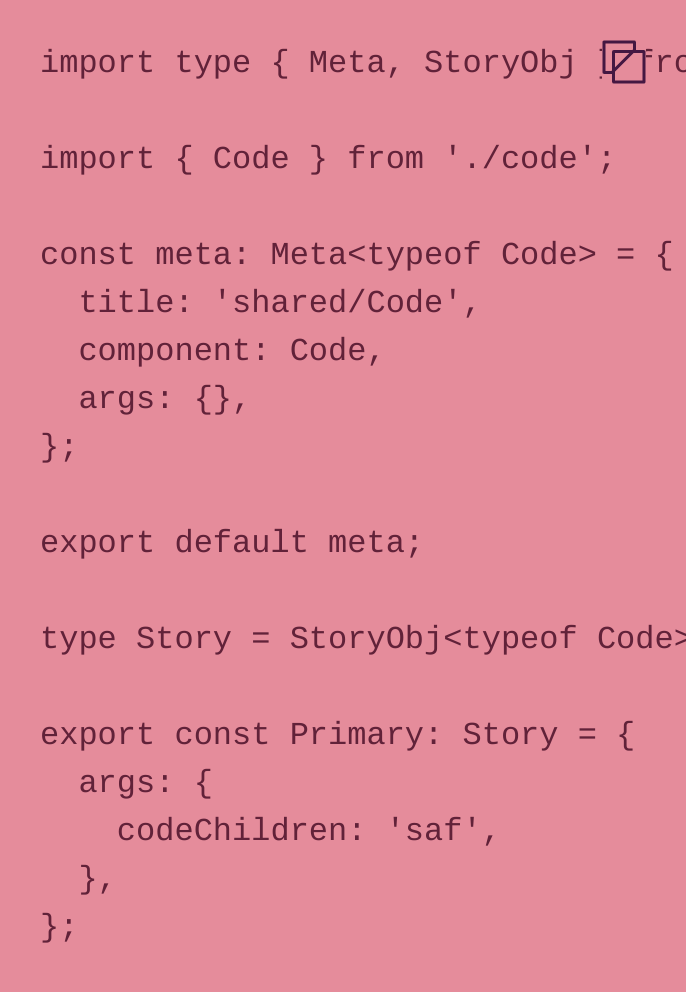 import type { Meta, StoryObj } fro
import { Code } from './code';
const meta: Meta<typeof Code> = {
  title: 'shared/Code',
  component: Code,
  args: {},
};
export default meta;
type Story = StoryObj<typeof Code>
export const Primary: Story = {
  args: {
    codeChildren: 'saf',
  },
};